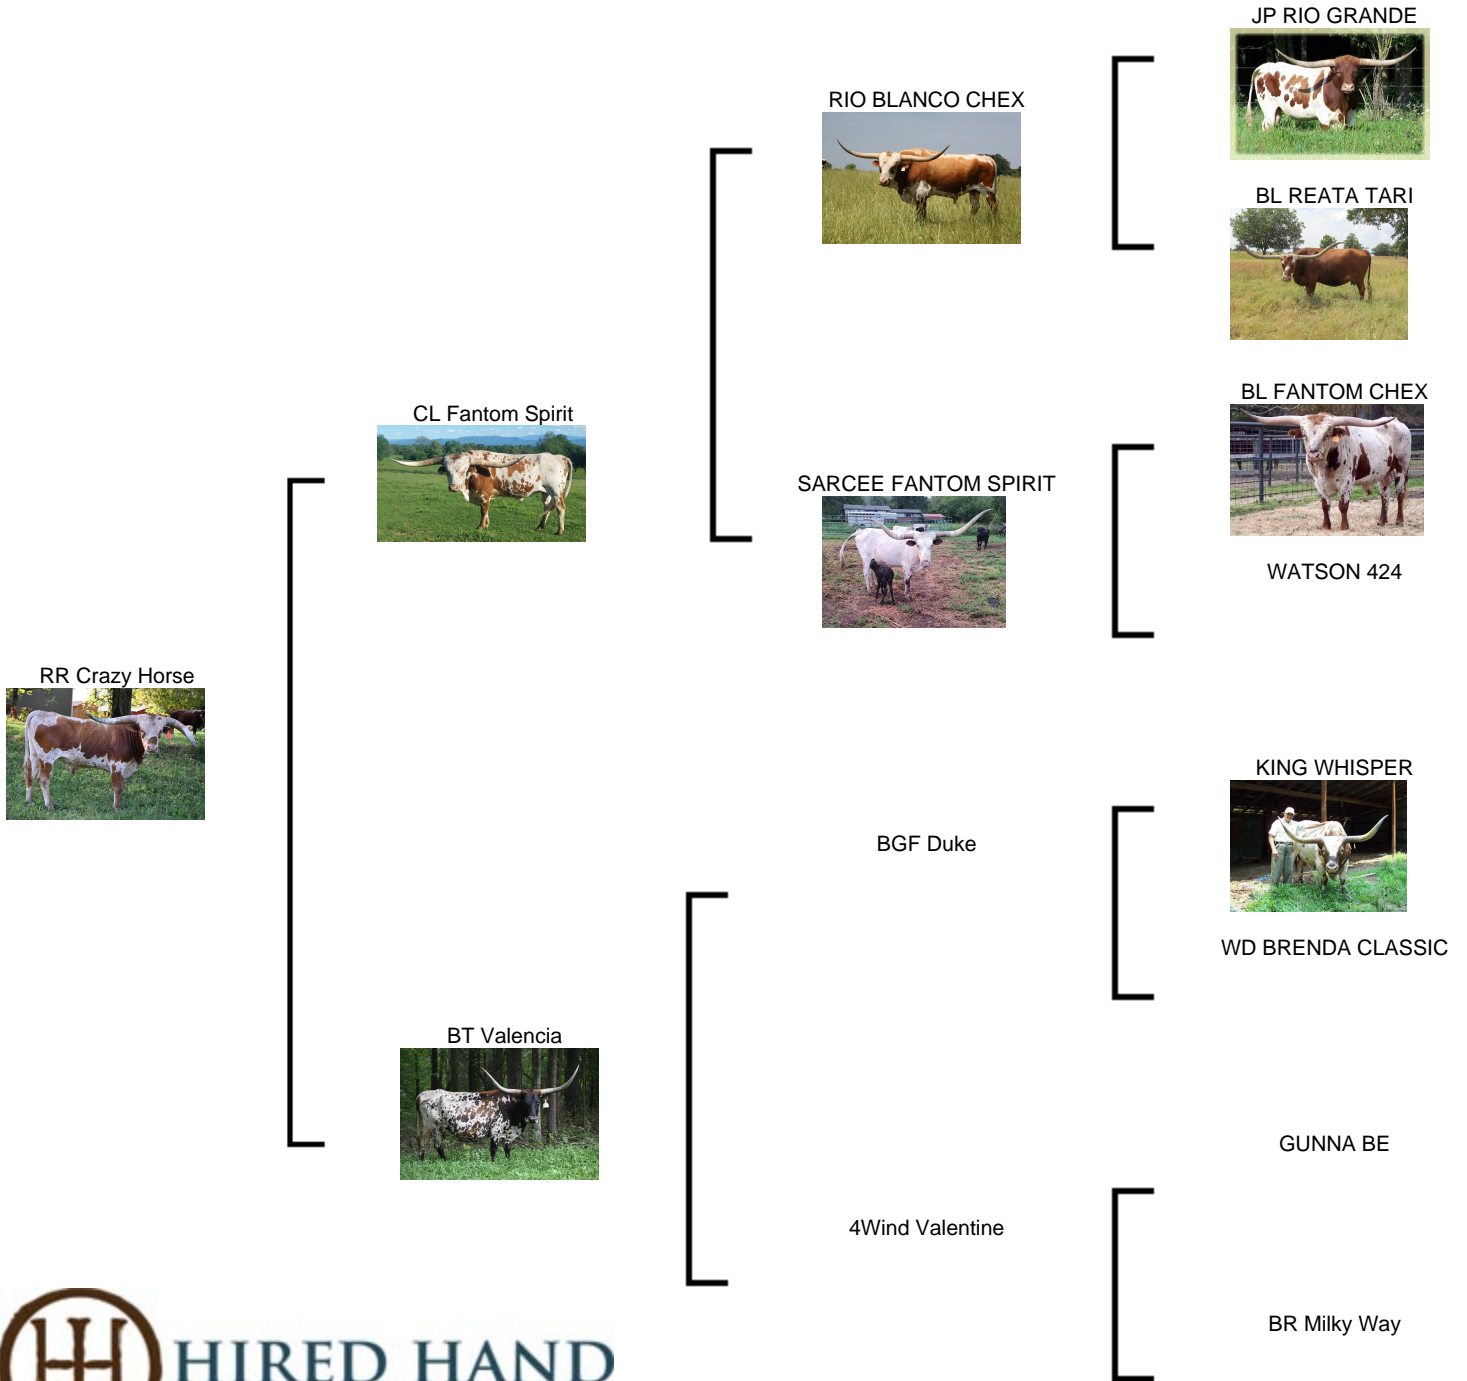 JP RIO GRANDE
RIO BLANCO CHEX
BL REATA TARI
BL FANTOM CHEX
CL Fantom Spirit
SARCEE FANTOM SPIRIT
WATSON 424
RR Crazy Horse
KING WHISPER
BGF Duke
WD BRENDA CLASSIC
BT Valencia
GUNNA BE
4Wind Valentine
BR Milky Way
HIRED HAND